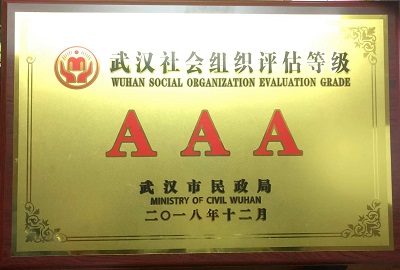 武汉社会组织评估等级
WUHAN SOCIAL ORGANIZATION EVALUATION GRADE
AAA
武汉市民政局
MINISTRY OF CIVIL WUHAN
二〇一八年十二月